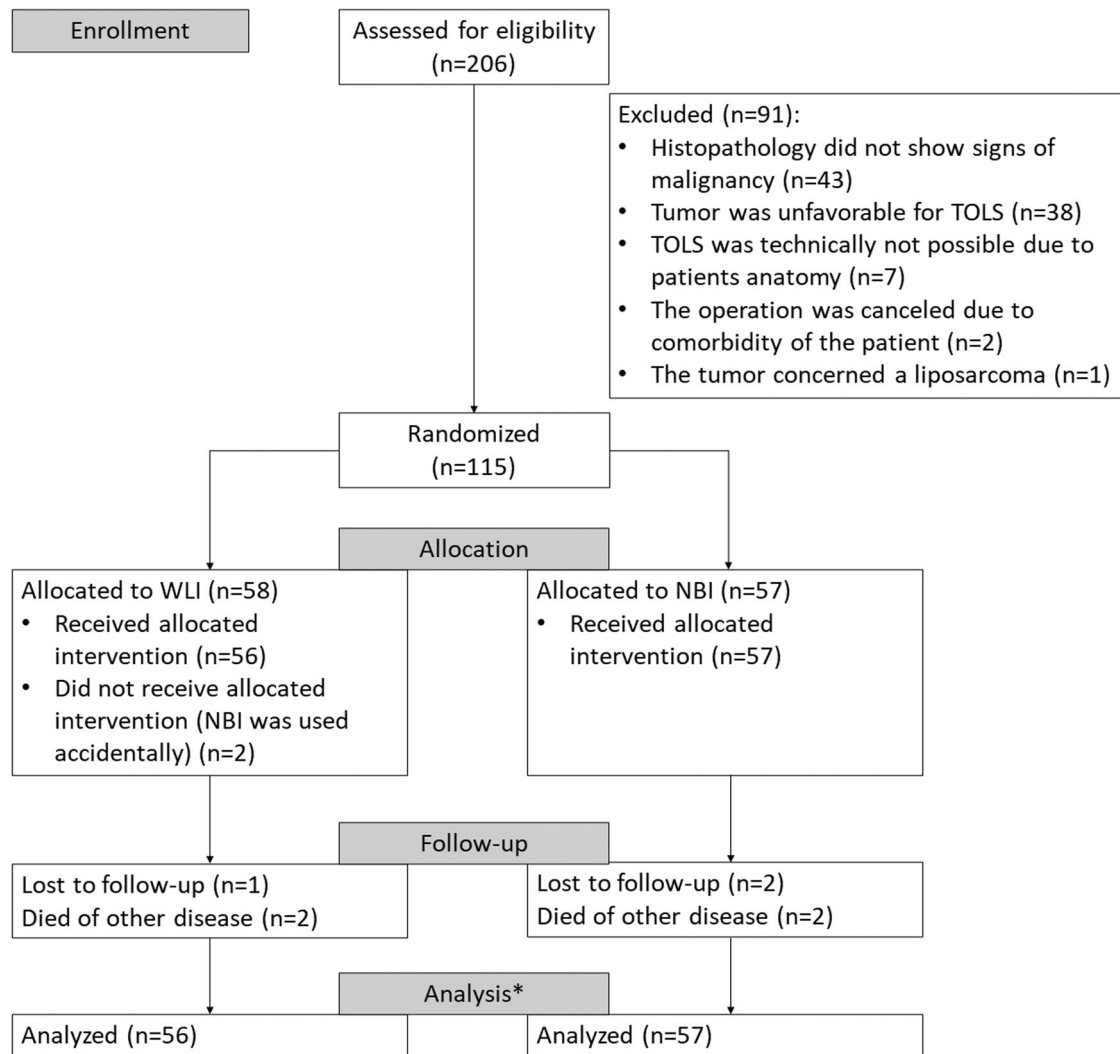 Enrollment
Assessed for eligibility
(n=206)
Excluded (n=91):
• Histopathology did not show signs of
malignancy (n=43)
• Tumor was unfavorable for TOLS (n=38)
• TOLS was technically not possible due to
patients anatomy (n=7)
• The operation was canceled due to
comorbidity of the patient (n=2)
• The tumor concerned a liposarcoma (n=1)
Randomized
(n=115)
Allocation
Allocated to WLI (n=58)
• Received allocated
intervention (n=56)
• Did not receive allocated
intervention (NBI was used
accidentally) (n=2)
Allocated to NBI (n=57)
• Received allocated
intervention (n=57)
Follow-up
Lost to follow-up (n=1)
Died of other disease (n=2)
Lost to follow-up (n=2)
Died of other disease (n=2)
Analysis*
Analyzed (n=56)
Analyzed (n=57)